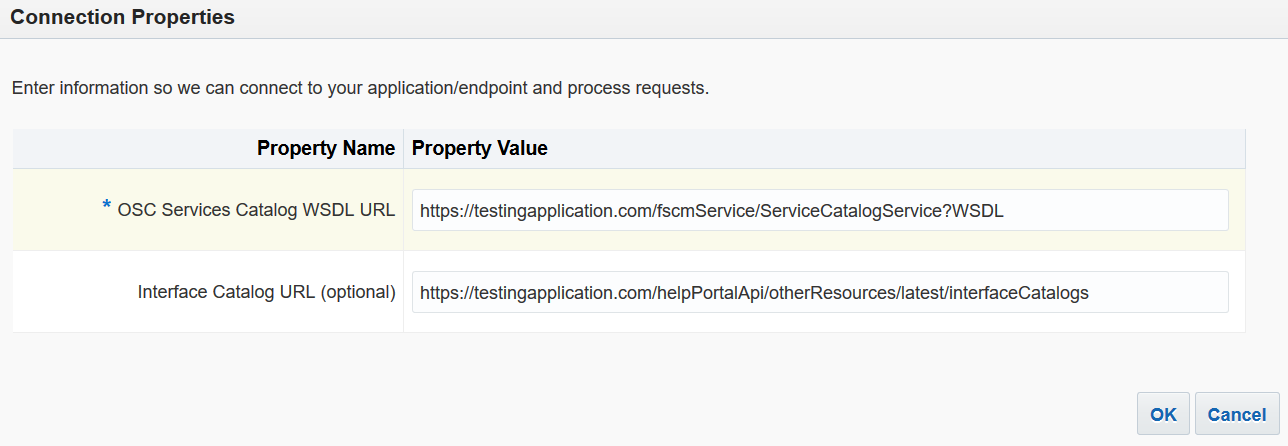 Connection Properties
Enter information so we can connect to your application/endpoint and process requests.
Property Name Property Value
* OSC Services Catalog WSDL URL https://testingapplication.com/fscmService/ServiceCatalogService?WSDL
Interface Catalog URL (optional) https://testingapplication.com/helpPortalApi/otherResources/latest/interfaceCatalogs
OK Cancel